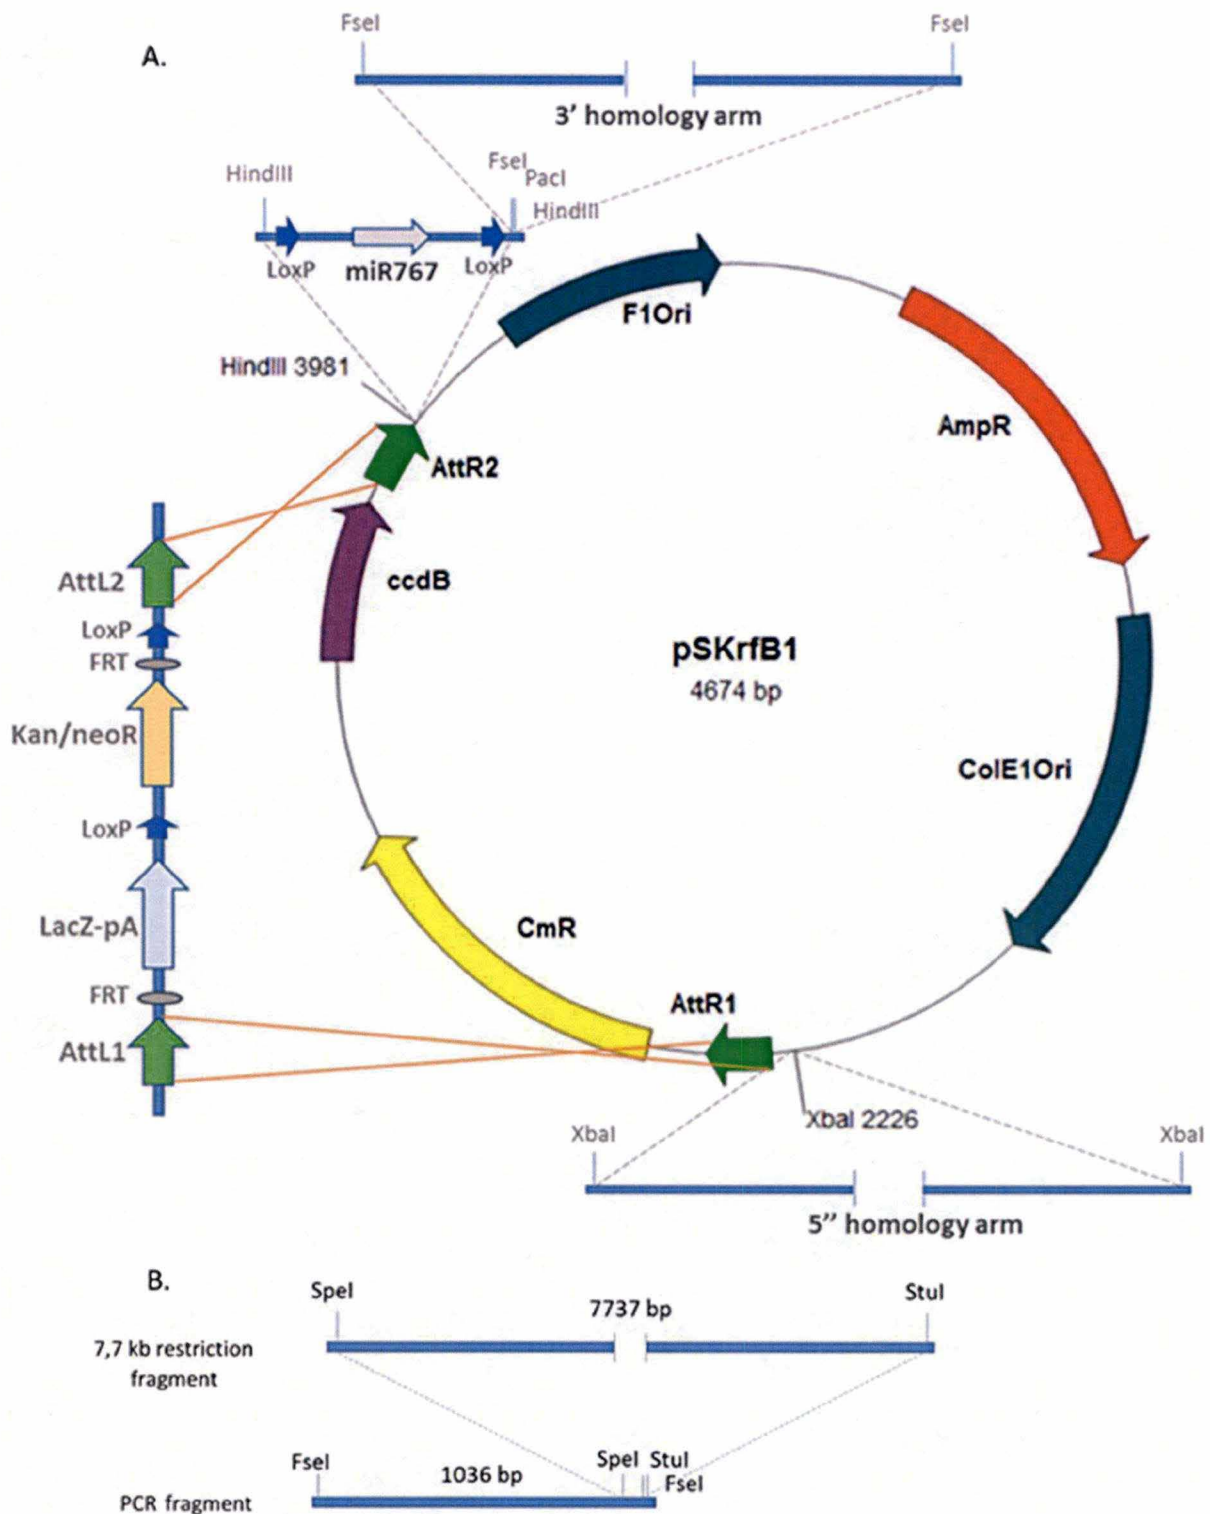 A.
FseI
FseI
3' homology arm
HindIII
FseI
PacI
HindIII
LoxP
miR767
LoxP
F1Ori
HindIII 3981
AmpR
AttR2
AttL2
ccdB
LoxP
FRT
pSKrfB1
4674 bp
Kan/neoR
ColE1Ori
LoxP
LacZ-pA
CmR
FRT
AttR1
AttL1
XbaI 2226
XbaI
XbaI
5'' homology arm
B.
SpeI
7737 bp
StuI
7,7 kb restriction
fragment
FseI
1036 bp
SpeI
StuI
FseI
PCR fragment